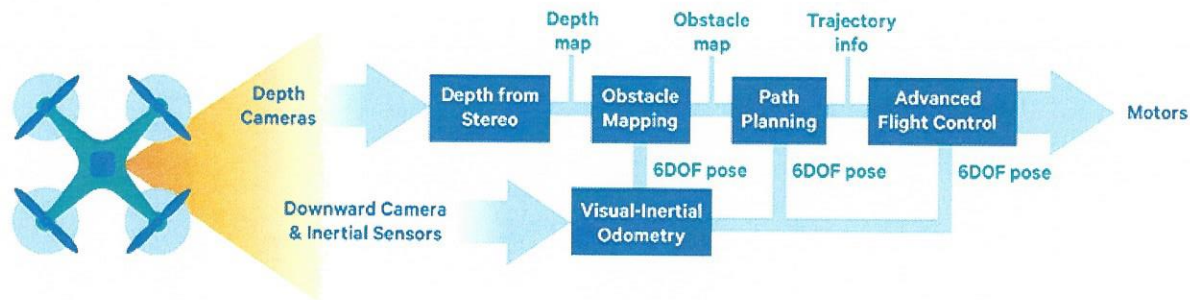 Depth
map
Obstacle
map
Trajectory
info
Depth
Cameras
Depth from
Stereo
Obstacle
Mapping
Path
Planning
Advanced
Flight Control
Motors
6DOF pose
6DOF pose
6DOF pose
Downward Camera
& Inertial Sensors
Visual-Inertial
Odometry